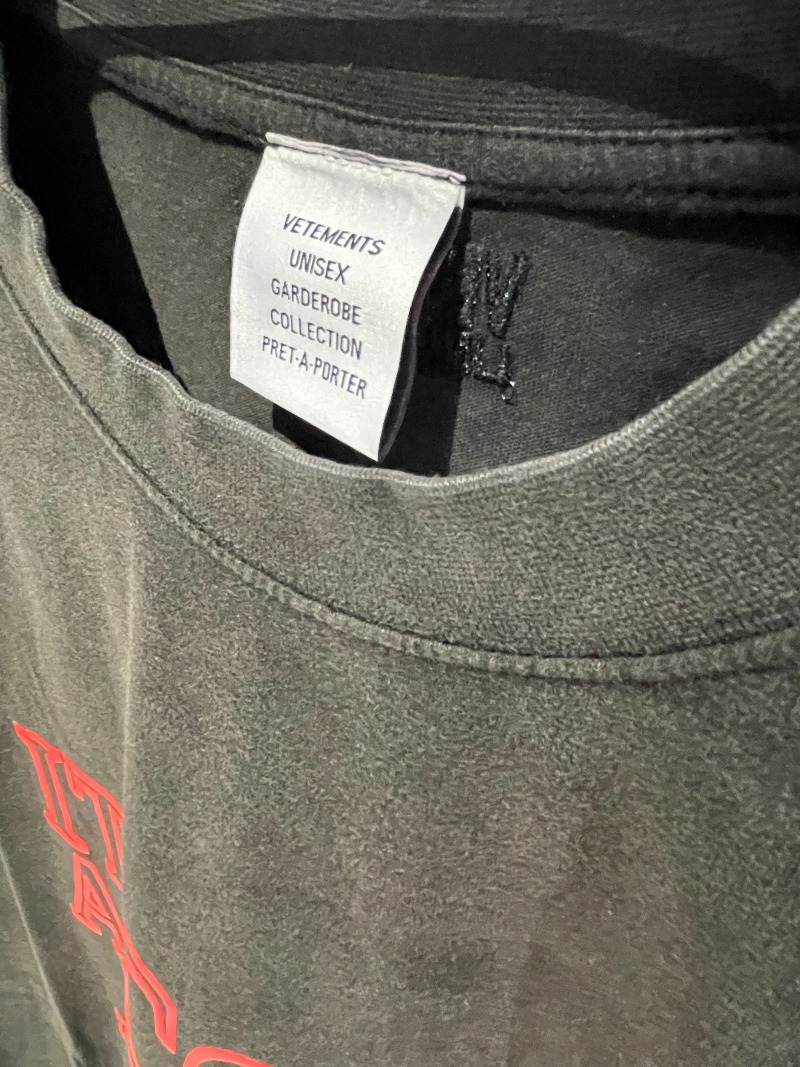 VETEMENTS
UNISEX
GARDEROBE
COLLECTION
PRET-A-PORTER